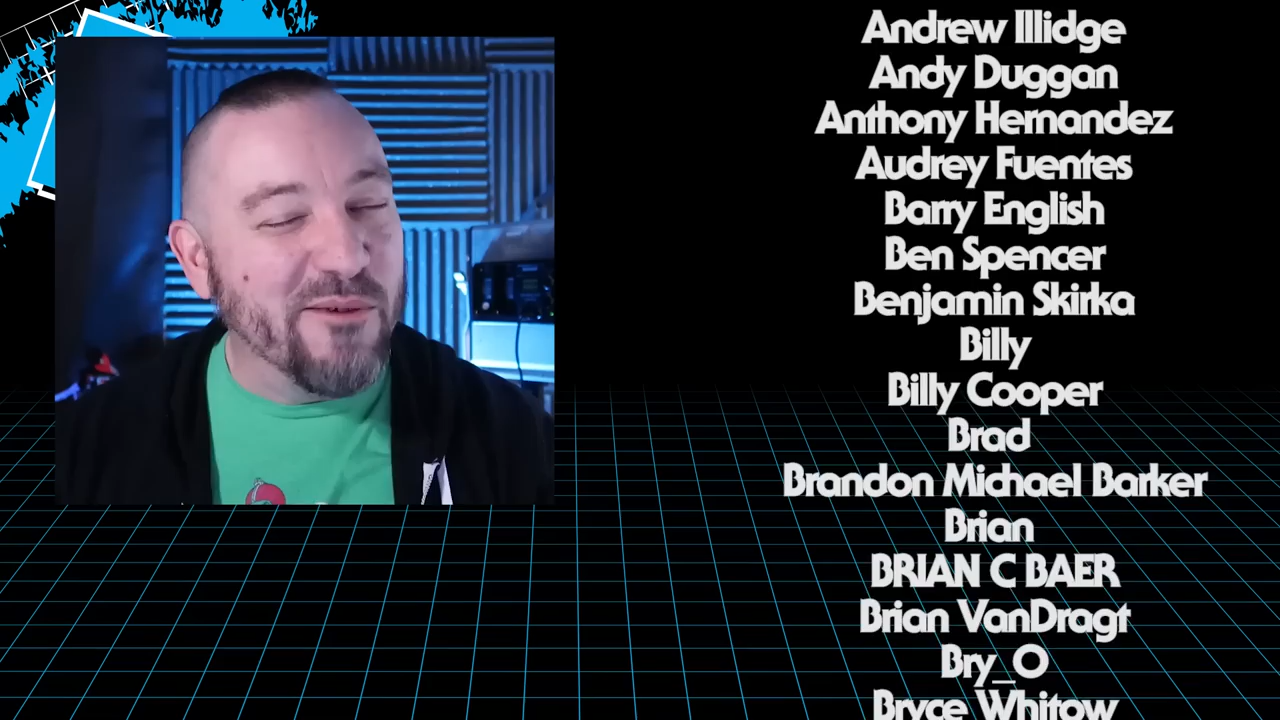 Andrew Illidge
Andy Duggan
Anthony Hernandez
Audrey Fuentes
Barry English
Ben Spencer
Benjamin Skirka
Billy
Billy Cooper
Brad
Brandon Michael Barker
Brian
BRIAN C BAER
Brian VanDragt
Bry_O
Bryce Whitow